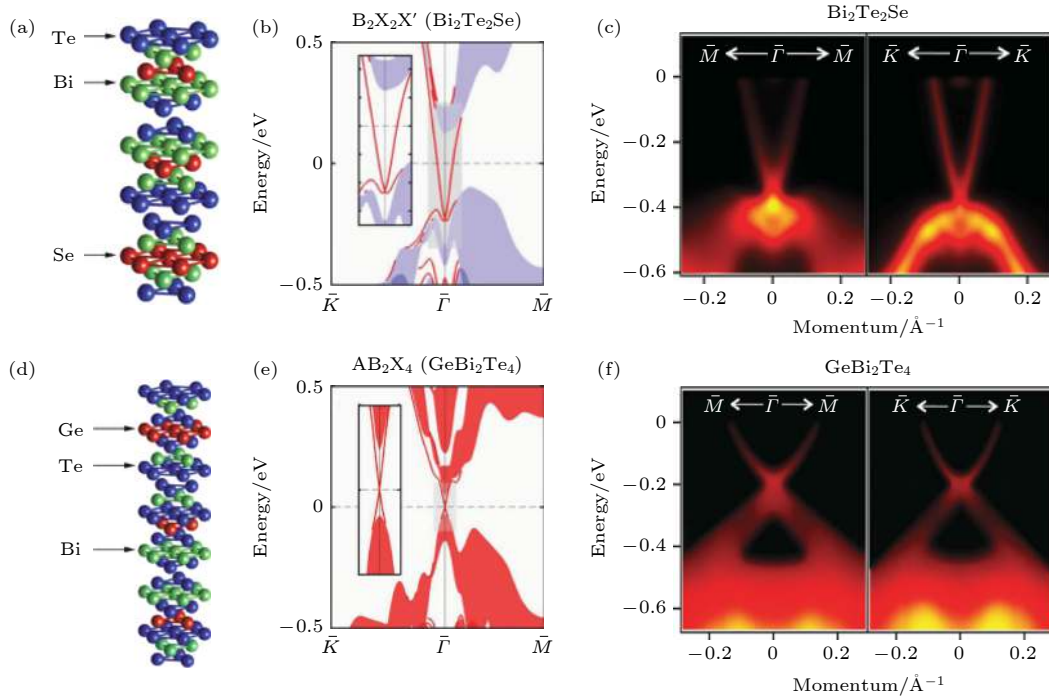 (a)
Te
Bi
Se
(b)
B₂X₂X′ (Bi₂Te₂Se)
Energy/eV
0.5
0
−0.5
K̄
Γ̄
M̄
(c)
Bi₂Te₂Se
M̄ Γ̄ M̄
K̄ Γ̄ K̄
Energy/eV
0
−0.2
−0.4
−0.6
−0.2 0 0.2
−0.2 0 0.2
Momentum/Å⁻¹
(d)
Ge
Te
Bi
(e)
AB₂X₄ (GeBi₂Te₄)
Energy/eV
0.5
0
−0.5
K̄
Γ̄
M̄
(f)
GeBi₂Te₄
M̄ Γ̄ M̄
K̄ Γ̄ K̄
Energy/eV
0
−0.2
−0.4
−0.6
−0.2 0 0.2
−0.2 0 0.2
Momentum/Å⁻¹